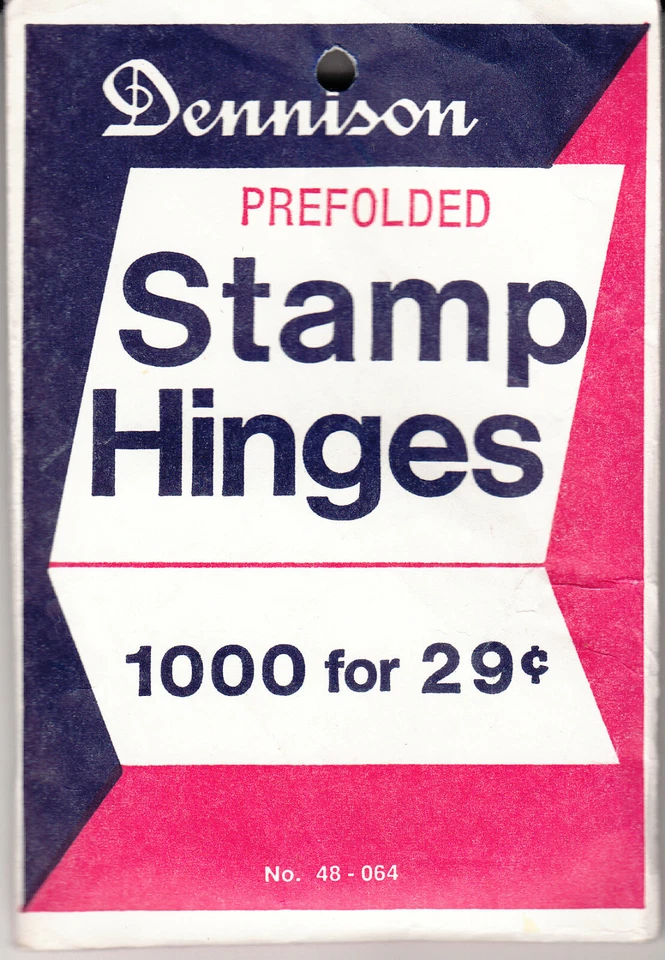 Dennison
PREFOLDED
Stamp
Hinges
1000 for 29¢
No. 48 - 064